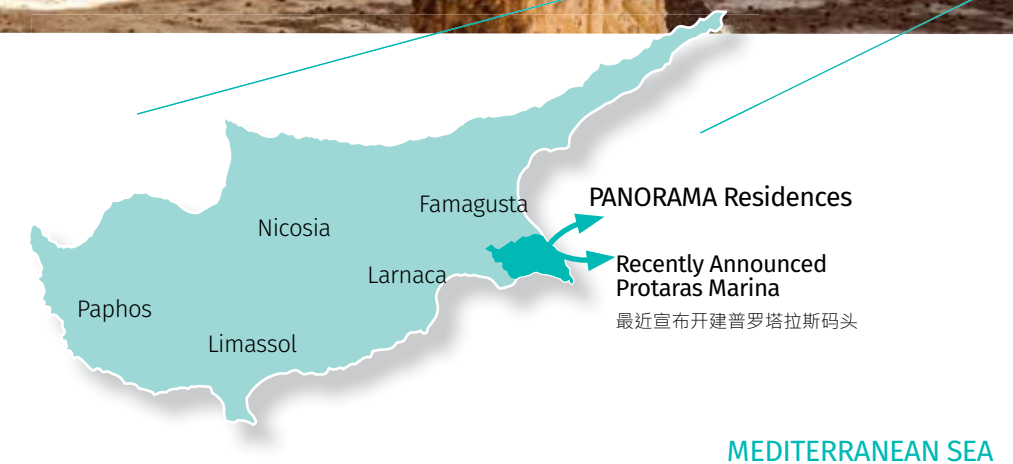 Famagusta
PANORAMA Residences
Nicosia
Larnaca
Recently Announced
Protaras Marina
最近宣布开建普罗塔拉斯码头
Paphos
Limassol
MEDITERRANEAN SEA